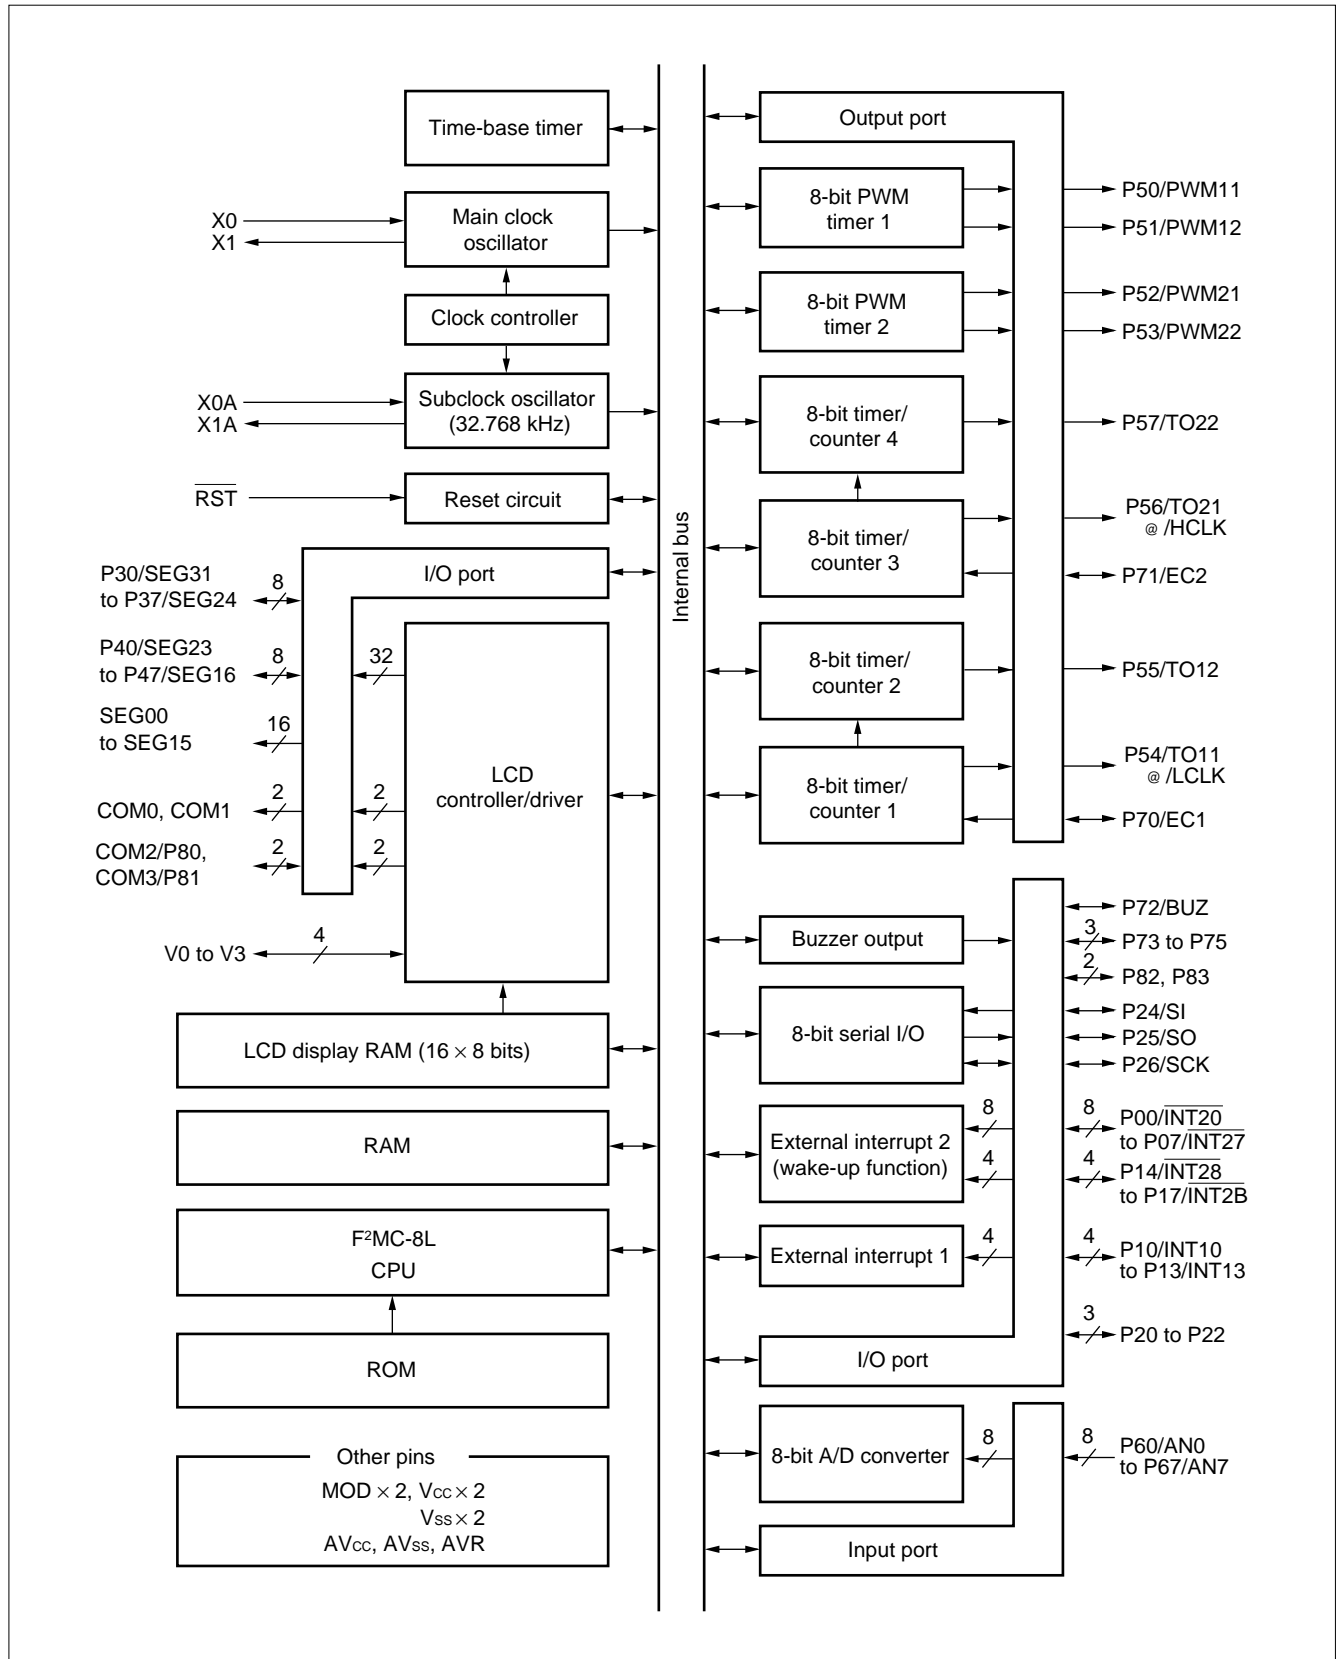 Time-base timer
X0
X1
Main clock
oscillator
Clock controller
X0A
X1A
Subclock oscillator
(32.768 kHz)
RST
Reset circuit
I/O port
P30/SEG31
to P37/SEG24
8
P40/SEG23
to P47/SEG16
8
32
SEG00
to SEG15
16
LCD
controller/driver
COM0, COM1
2
2
COM2/P80,
COM3/P81
2
2
V0 to V3
4
LCD display RAM (16 × 8 bits)
RAM
F²MC-8L
CPU
ROM
Other pins
MOD × 2, VCC × 2
VSS × 2
AVCC, AVSS, AVR
Internal bus
Output port
8-bit PWM
timer 1
P50/PWM11
P51/PWM12
8-bit PWM
timer 2
P52/PWM21
P53/PWM22
8-bit timer/
counter 4
P57/TO22
8-bit timer/
counter 3
P56/TO21
@ /HCLK
P71/EC2
8-bit timer/
counter 2
P55/TO12
8-bit timer/
counter 1
P54/TO11
@ /LCLK
P70/EC1
P72/BUZ
Buzzer output
3
P73 to P75
2
P82, P83
8-bit serial I/O
P24/SI
P25/SO
P26/SCK
External interrupt 2
(wake-up function)
8
8
P00/INT20
to P07/INT27
4
4
P14/INT28
to P17/INT2B
External interrupt 1
4
4
P10/INT10
to P13/INT13
3
P20 to P22
I/O port
8-bit A/D converter
8
8
P60/AN0
to P67/AN7
Input port